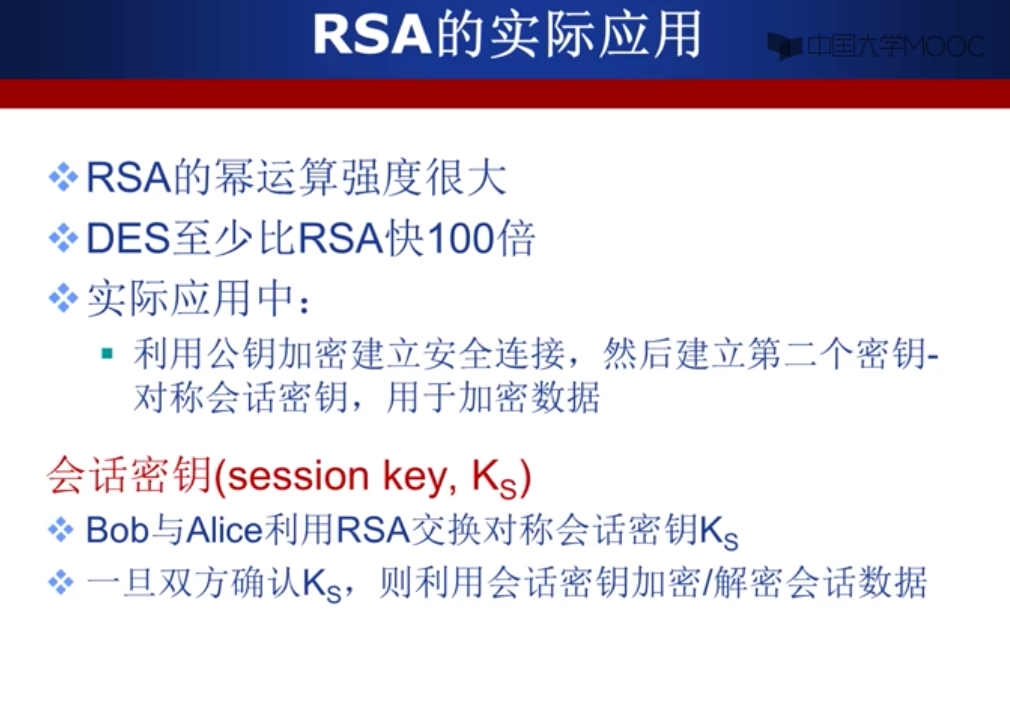 RSA的实际应用
中国大学MOOC
RSA的幂运算强度很大
DES至少比RSA快100倍
实际应用中：
利用公钥加密建立安全连接，然后建立第二个密钥-
对称会话密钥，用于加密数据
会话密钥(session key, KS)
Bob与Alice利用RSA交换对称会话密钥KS
一旦双方确认KS，则利用会话密钥加密/解密会话数据